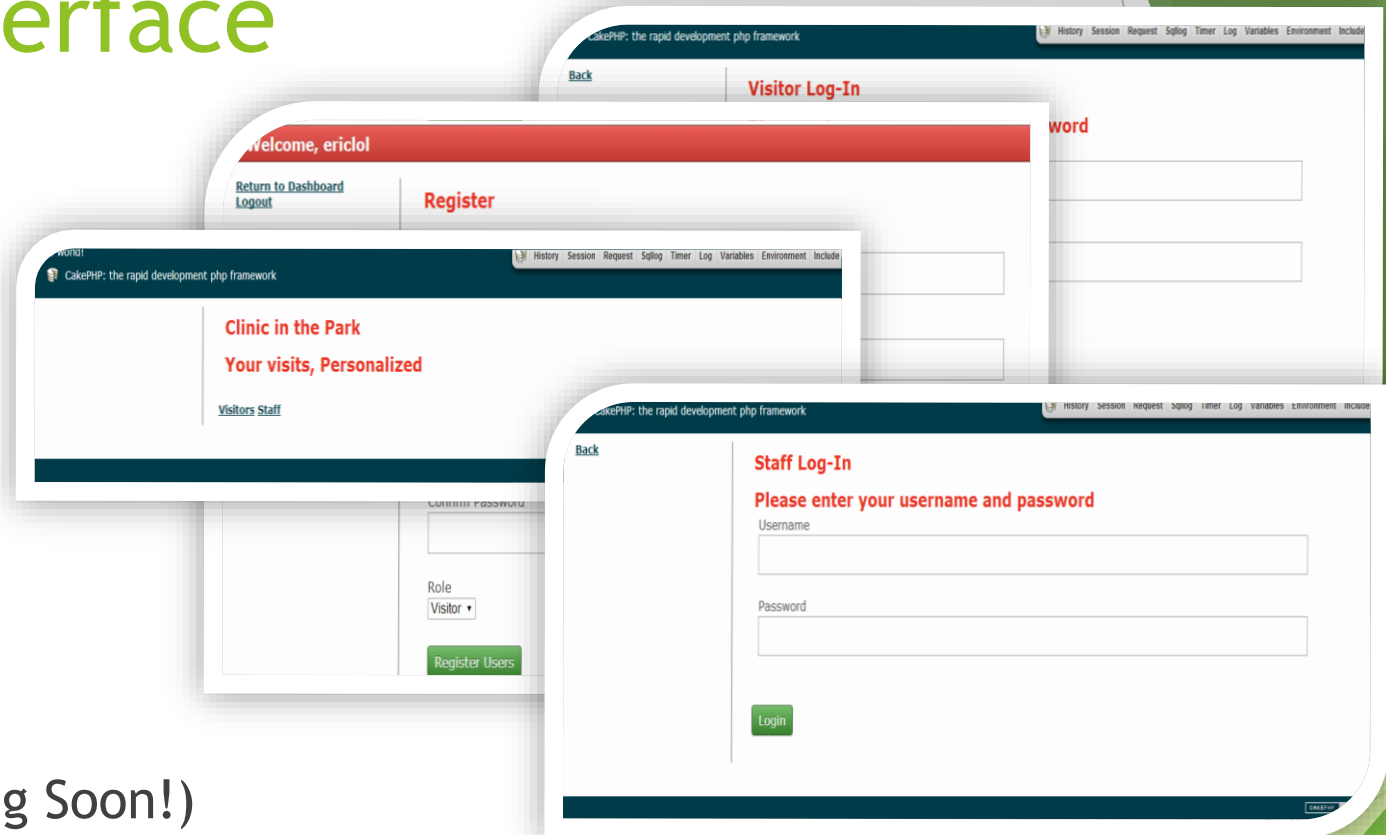 erface
CakePHP: the rapid development php framework
History Session Request Sqllog Timer Log Variables Environment Include
Back
Visitor Log-In
word
Welcome, ericlol
Return to Dashboard
Logout
Register
world!
CakePHP: the rapid development php framework
History Session Request Sqllog Timer Log Variables Environment Include
Clinic in the Park
Your visits, Personalized
Visitors Staff
Confirm Password
Role
Visitor
Register Users
CakePHP: the rapid development php framework
History Session Request Sqllog Timer Log Variables Environment Include
Back
Staff Log-In
Please enter your username and password
Username
Password
Login
CAKEPHP
g Soon!)